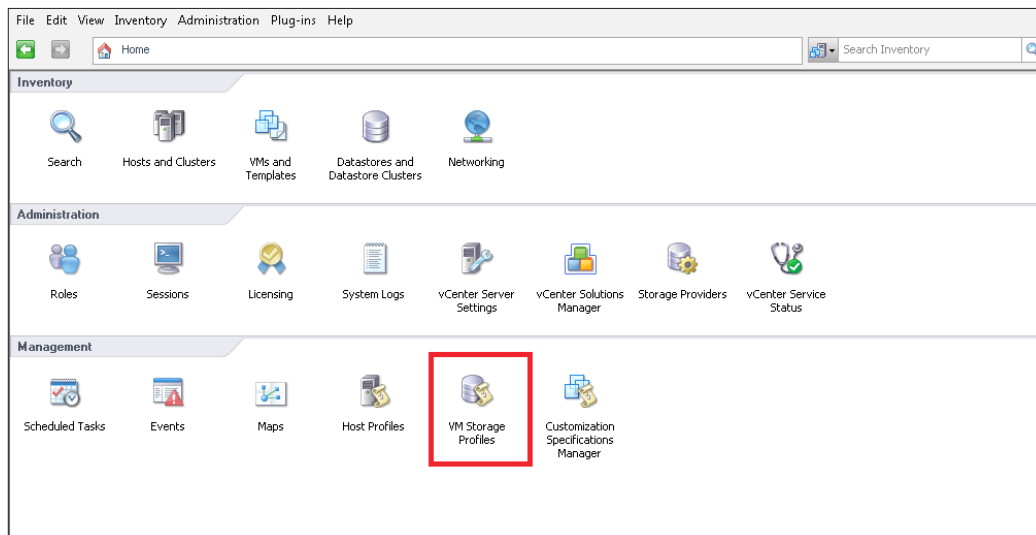 File Edit View Inventory Administration Plug-ins Help
Home
Search Inventory
Inventory
Search
Hosts and Clusters
VMs and
Templates
Datastores and
Datastore Clusters
Networking
Administration
Roles
Sessions
Licensing
System Logs
vCenter Server
Settings
vCenter Solutions
Manager
Storage Providers
vCenter Service
Status
Management
Scheduled Tasks
Events
Maps
Host Profiles
VM Storage
Profiles
Customization
Specifications
Manager